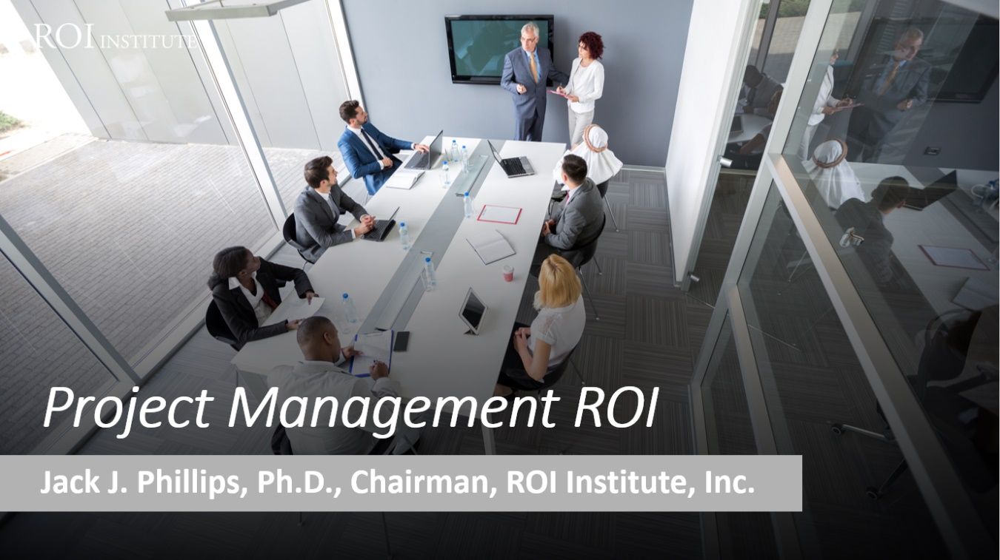 ROI INSTITUTE
Project Management ROI
Jack J. Phillips, Ph.D., Chairman, ROI Institute, Inc.